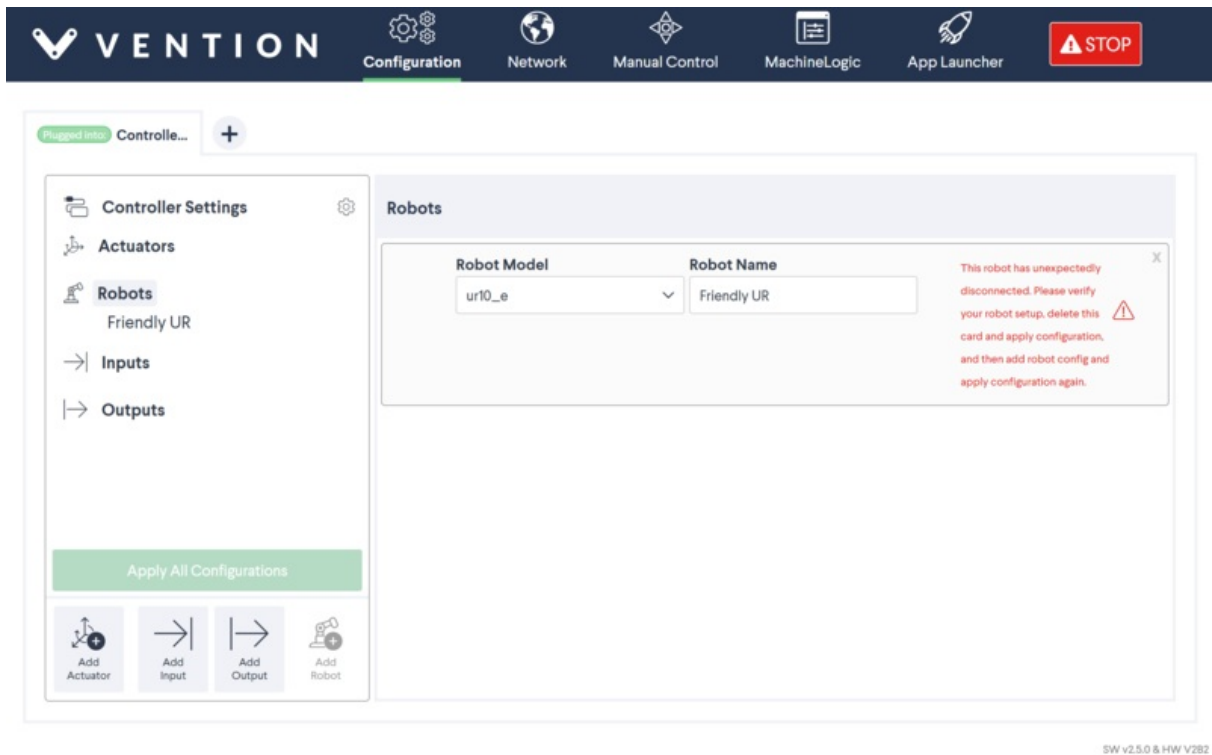 VENTION
Configuration
Network
Manual Control
MachineLogic
App Launcher
STOP
Plugged Into: Controlle... +
Controller Settings
Actuators
Robots
Friendly UR
Inputs
Outputs
Apply All Configurations
Add
Actuator
Add
Input
Add
Output
Add
Robot
Robots
Robot Model
ur10_e
Robot Name
Friendly UR
This robot has unexpectedly
disconnected. Please verify
your robot setup, delete this
card and apply configuration,
and then add robot config and
apply configuration again.
X
SW v2.5.0 & HW V2B2